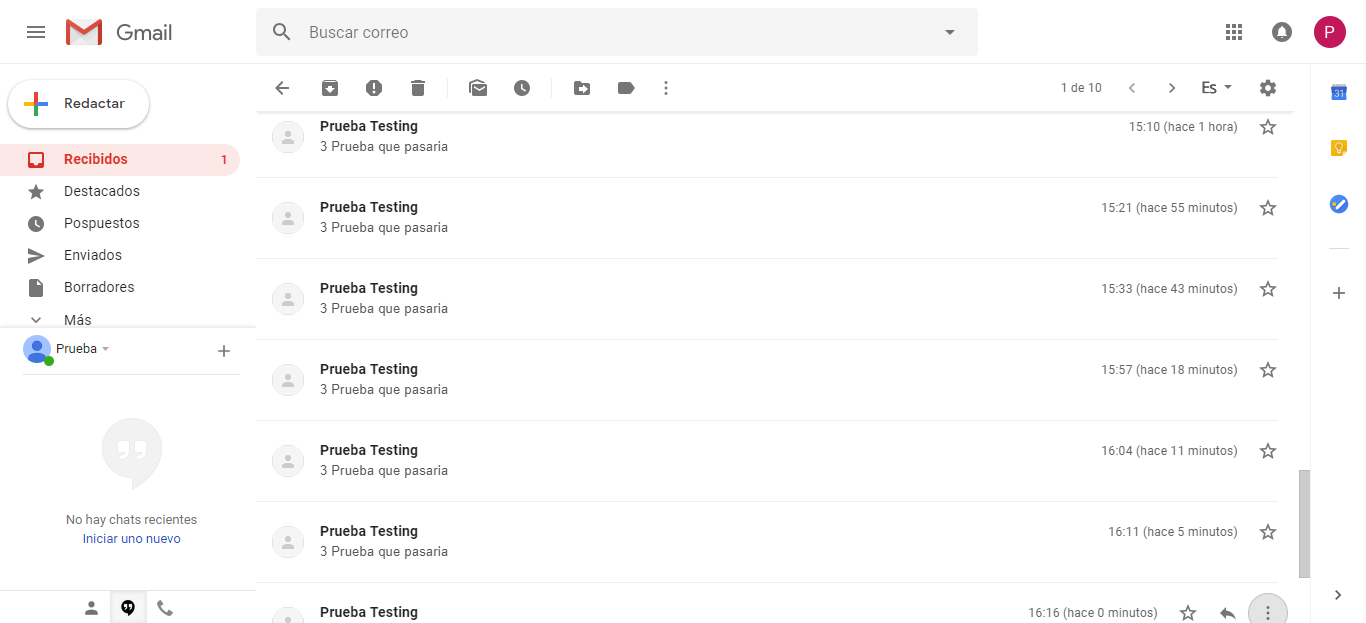 Gmail
Buscar correo
P
Redactar
1 de 10
Es
31
Recibidos 1
Destacados
Pospuestos
Enviados
Borradores
Más
Prueba
No hay chats recientes
Iniciar uno nuevo
Prueba Testing 15:10 (hace 1 hora)
3 Prueba que pasaria
Prueba Testing 15:21 (hace 55 minutos)
3 Prueba que pasaria
Prueba Testing 15:33 (hace 43 minutos)
3 Prueba que pasaria
Prueba Testing 15:57 (hace 18 minutos)
3 Prueba que pasaria
Prueba Testing 16:04 (hace 11 minutos)
3 Prueba que pasaria
Prueba Testing 16:11 (hace 5 minutos)
3 Prueba que pasaria
Prueba Testing 16:16 (hace 0 minutos)